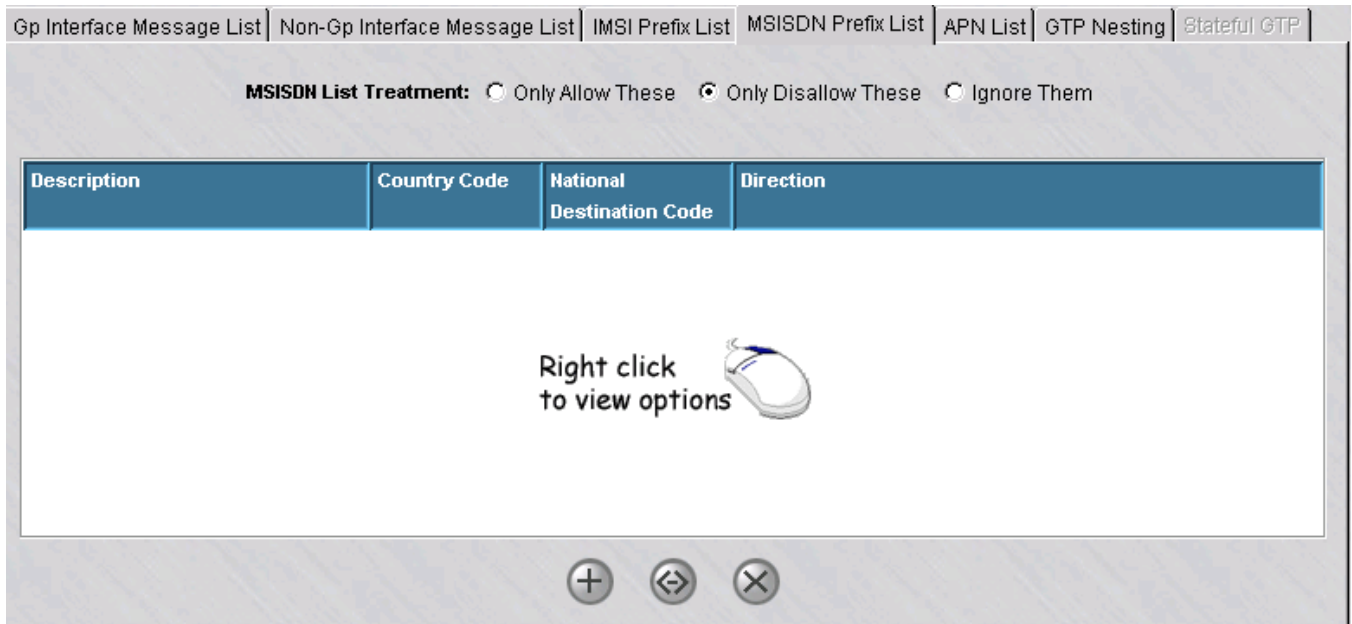 Gp Interface Message List Non-Gp Interface Message List IMSI Prefix List MSISDN Prefix List APN List GTP Nesting Stateful GTP
MSISDN List Treatment: Only Allow These Only Disallow These Ignore Them
Description Country Code National Destination Code Direction
Right click
to view options